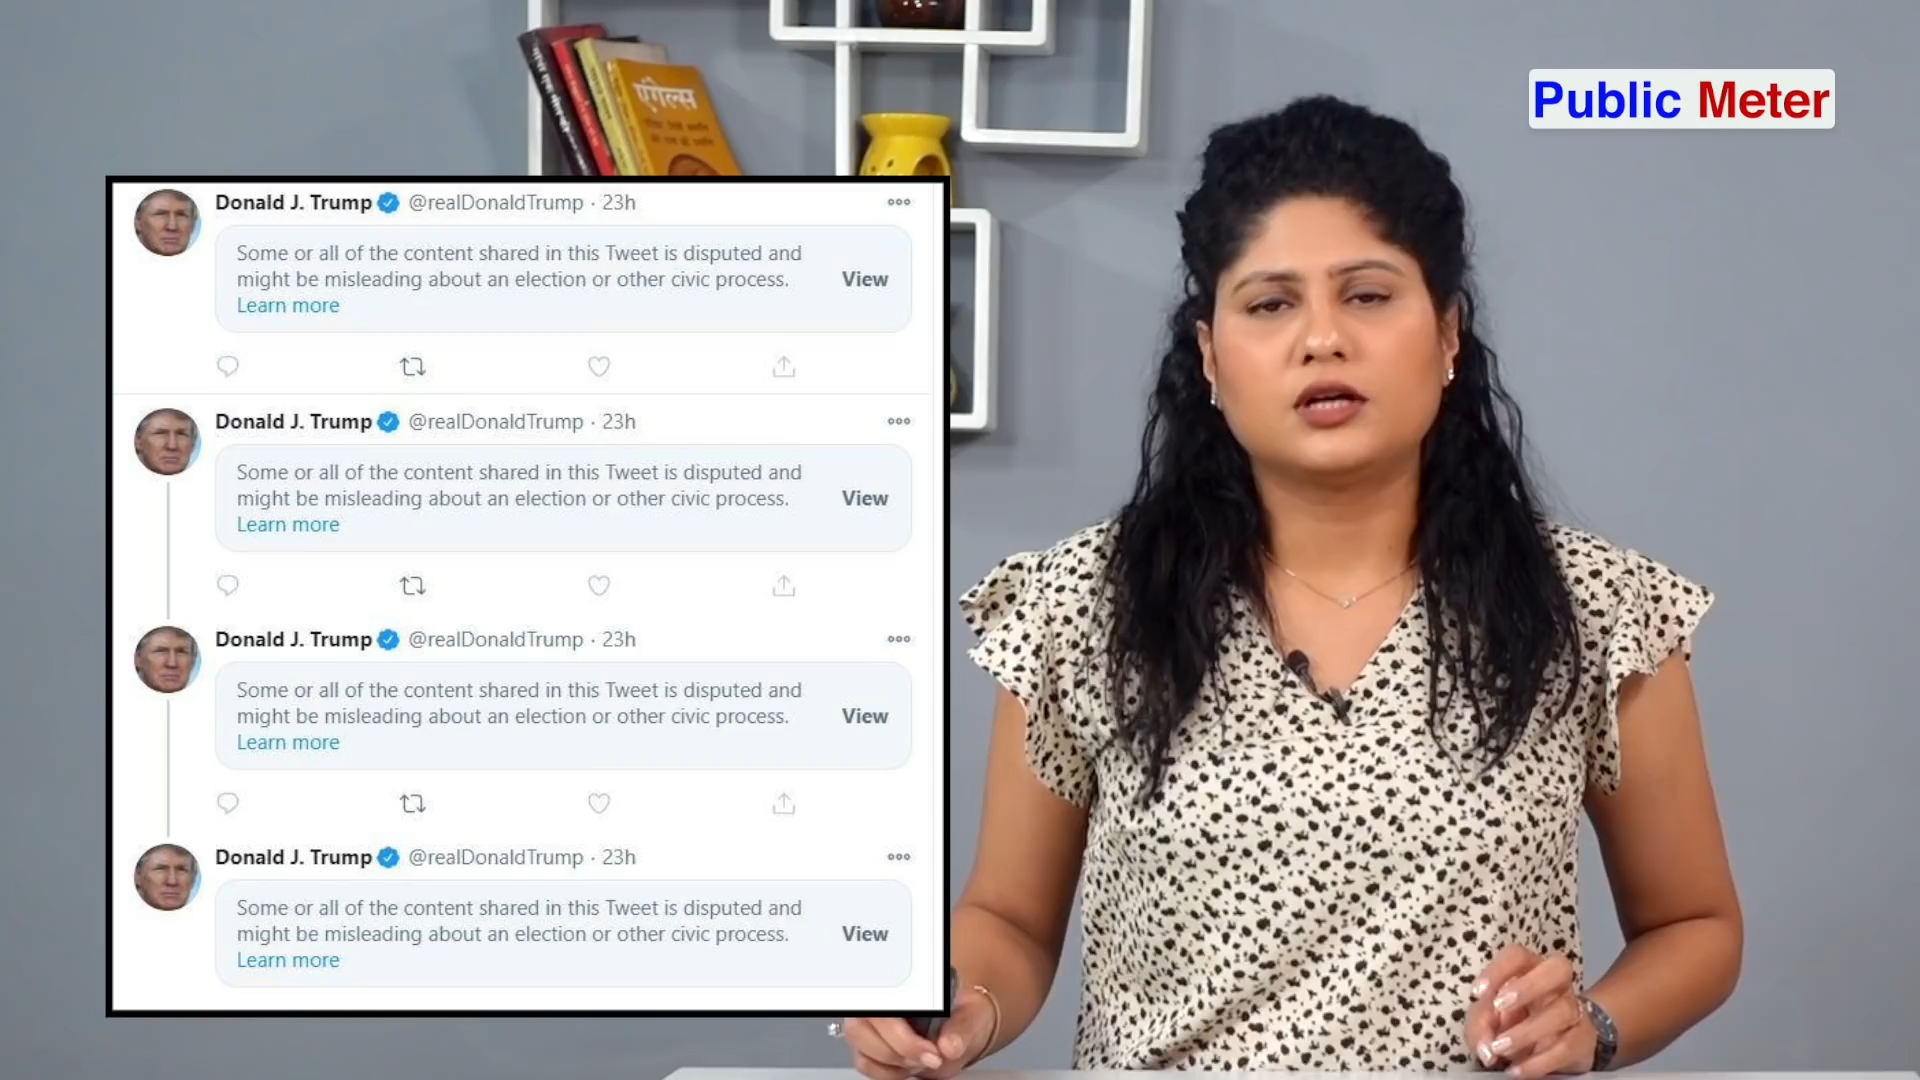 एंगेल्स
Public Meter
Donald J. Trump @realDonaldTrump · 23h
Some or all of the content shared in this Tweet is disputed and
might be misleading about an election or other civic process.
Learn more
View
Donald J. Trump @realDonaldTrump · 23h
Some or all of the content shared in this Tweet is disputed and
might be misleading about an election or other civic process.
Learn more
View
Donald J. Trump @realDonaldTrump · 23h
Some or all of the content shared in this Tweet is disputed and
might be misleading about an election or other civic process.
Learn more
View
Donald J. Trump @realDonaldTrump · 23h
Some or all of the content shared in this Tweet is disputed and
might be misleading about an election or other civic process.
Learn more
View